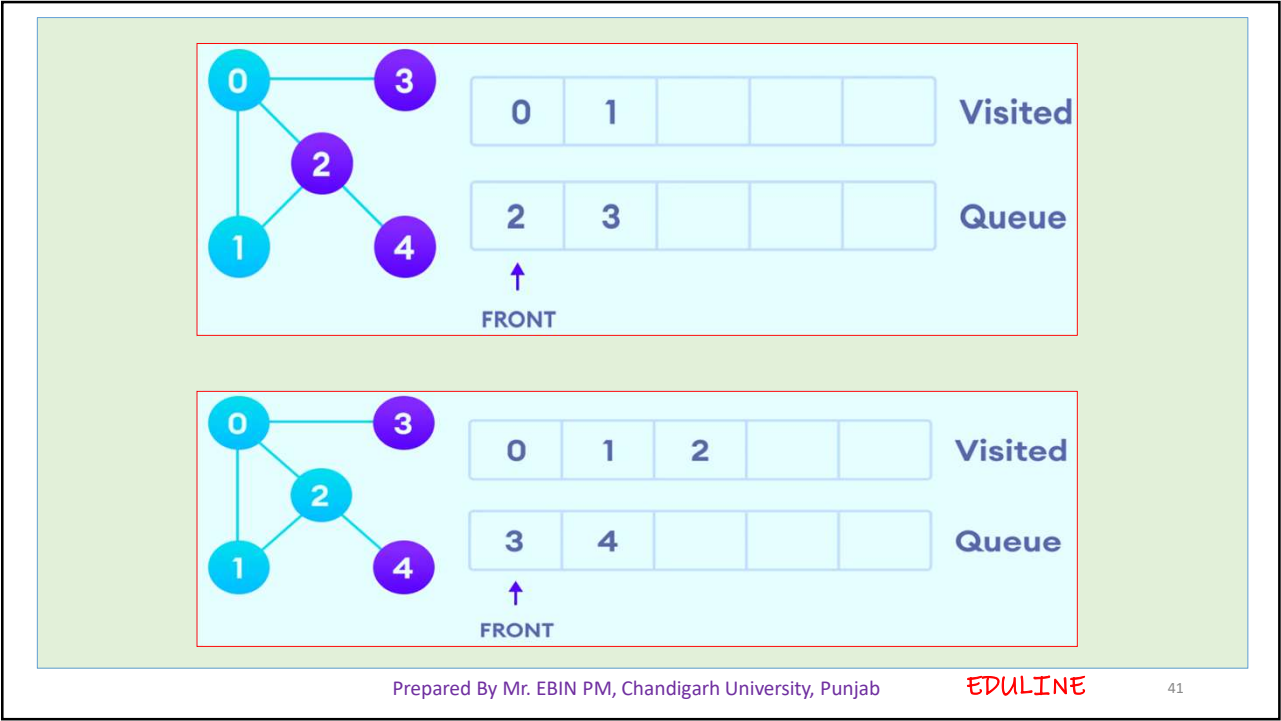 0 3
0 1 Visited
2
2 3 Queue
1 4
FRONT
0 3
0 1 2 Visited
2
3 4 Queue
1 4
FRONT
Prepared By Mr. EBIN PM, Chandigarh University, Punjab EDULINE 41